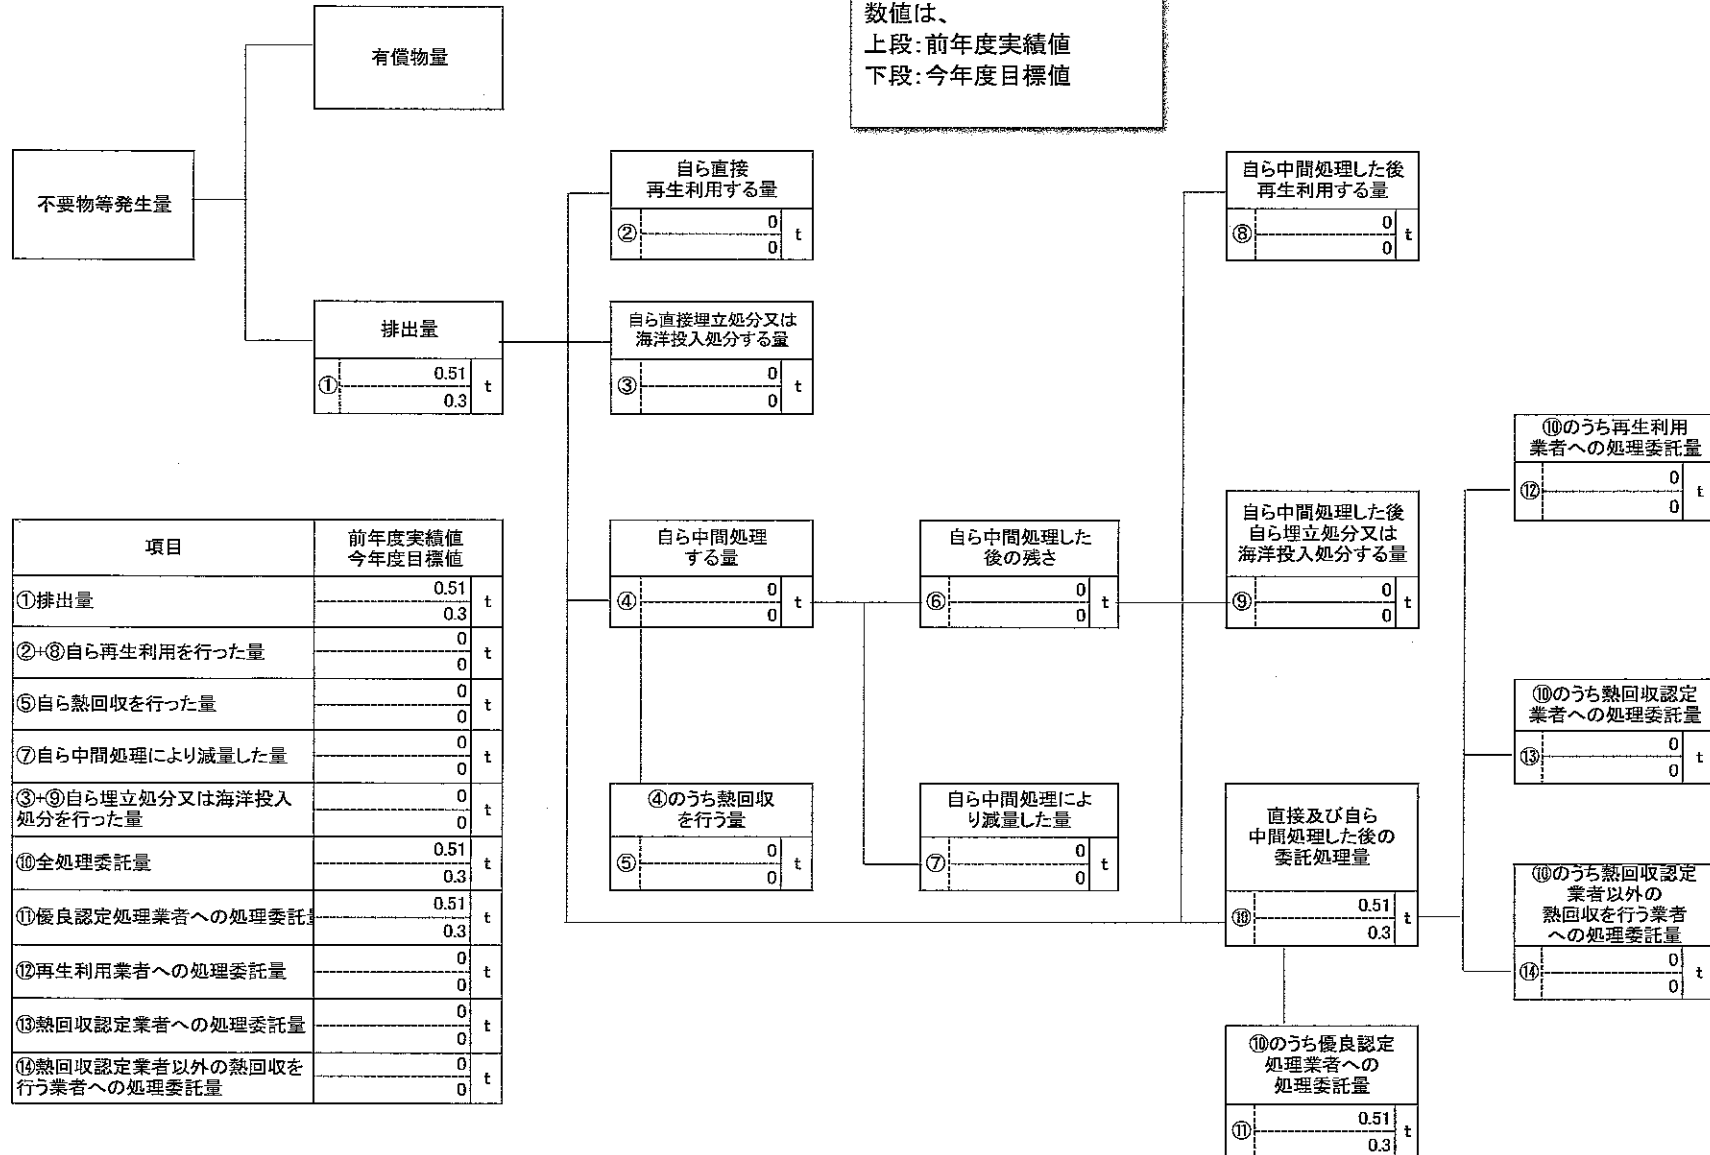 数値は、
上段:前年度実績値
下段:今年度目標値
有償物量
不要物等発生量
排出量
①
0.51
0.3
t
自ら直接
再生利用する量
②
0
0
t
自ら直接埋立処分又は
海洋投入処分する量
③
0
0
t
自ら中間処理
する量
④
0
0
t
④のうち熱回収
を行う量
⑤
0
0
t
自ら中間処理した
後の残さ
⑥
0
0
t
自ら中間処理によ
り減量した量
⑦
0
0
t
自ら中間処理した後
再生利用する量
⑧
0
0
t
自ら中間処理した後
自ら埋立処分又は
海洋投入処分する量
⑨
0
0
t
直接及び自ら
中間処理した後の
委託処理量
⑩
0.51
0.3
t
⑩のうち優良認定
処理業者への
処理委託量
⑪
0.51
0.3
t
⑩のうち再生利用
業者への処理委託量
⑫
0
0
t
⑩のうち熱回収認定
業者への処理委託量
⑬
0
0
t
⑩のうち熱回収認定
業者以外の
熱回収を行う業者
への処理委託量
⑭
0
0
t
項目
前年度実績値
今年度目標値
①排出量
0.51
0.3
t
②+⑧自ら再生利用を行った量
0
0
t
⑤自ら熱回収を行った量
0
0
t
⑦自ら中間処理により減量した量
0
0
t
③+⑨自ら埋立処分又は海洋投入
処分を行った量
0
0
t
⑩全処理委託量
0.51
0.3
t
⑪優良認定処理業者への処理委託
0.51
0.3
t
⑫再生利用業者への処理委託量
0
0
t
⑬熱回収認定業者への処理委託量
0
0
t
⑭熱回収認定業者以外の熱回収を
行う業者への処理委託量
0
0
t